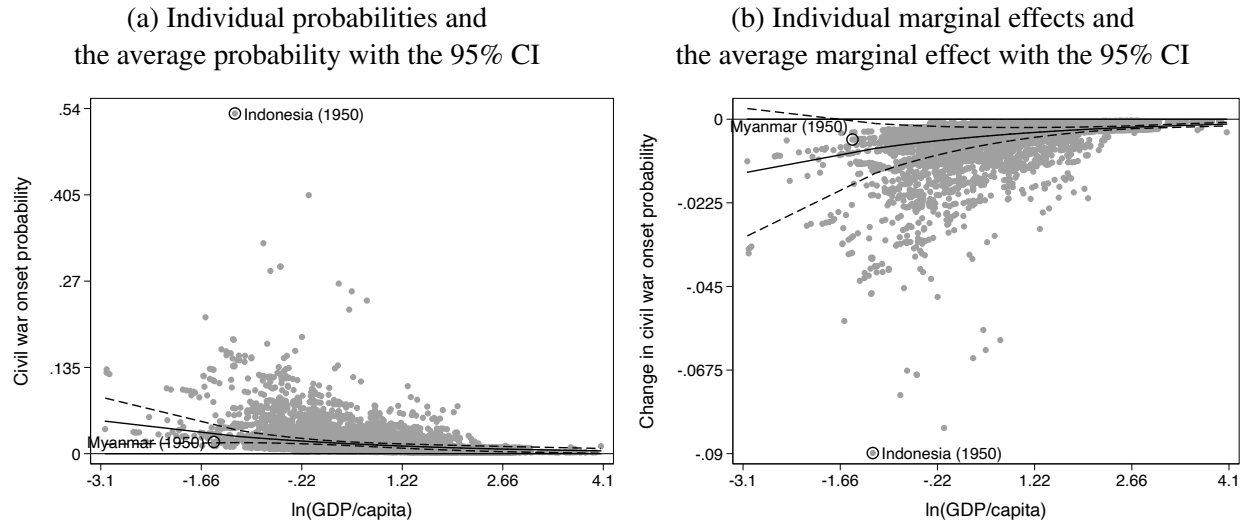 (a) Individual probabilities and
the average probability with the 95% CI
.54
.405
.27
.135
0
Civil war onset probability
Indonesia (1950)
Myanmar (1950)
-3.1
-1.66
-.22
1.22
2.66
4.1
ln(GDP/capita)
(b) Individual marginal effects and
the average marginal effect with the 95% CI
0
-.0225
-.045
-.0675
-.09
Change in civil war onset probability
Myanmar (1950)
Indonesia (1950)
-3.1
-1.66
-.22
1.22
2.66
4.1
ln(GDP/capita)